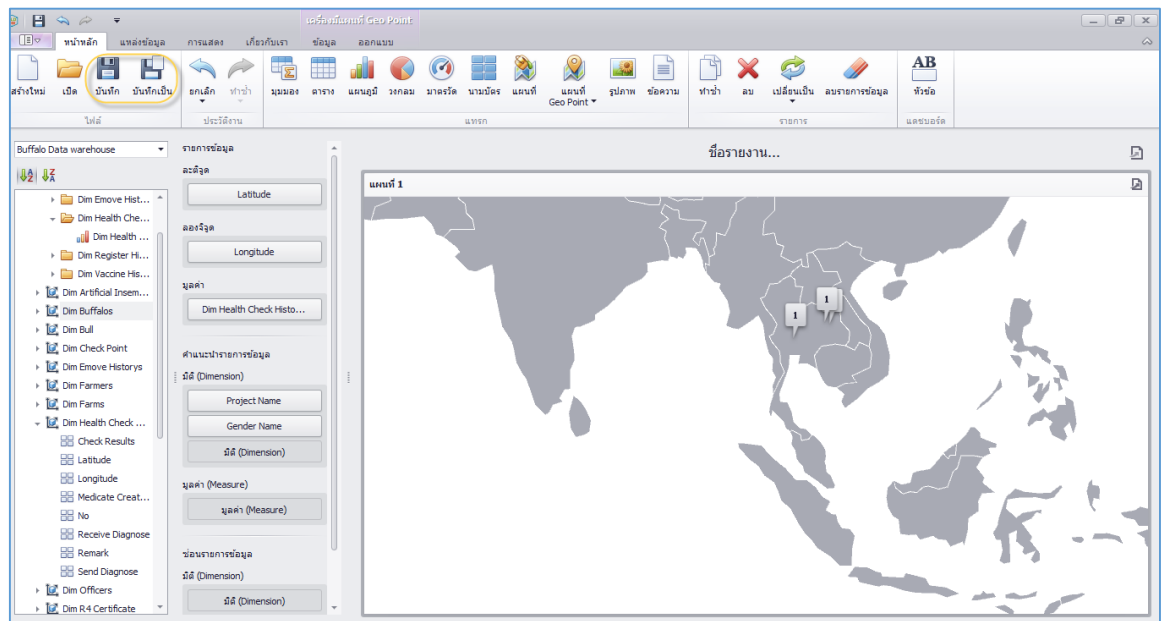 เครื่องมือแผนที่ Geo Point
หน้าหลัก แหล่งข้อมูล การแสดง เกี่ยวกับเรา ข้อมูล ออกแบบ
สร้างใหม่ เปิด บันทึก บันทึกเป็น ยกเลิก ทำซ้ำ มุมมอง ตาราง แผนภูมิ วงกลม มาตรวัด นามบัตร แผนที่ แผนที่ Geo Point รูปภาพ ข้อความ ทำซ้ำ ลบ เปลี่ยนเป็น ลบรายการข้อมูล AB หัวข้อ
ไฟล์ ประวัติงาน แทรก รายการ แดชบอร์ด
Buffalo Data warehouse
Dim Emove Hist...
Dim Health Che...
Dim Health ...
Dim Register Hi...
Dim Vaccine His...
Dim Artificial Insem...
Dim Buffalos
Dim Bull
Dim Check Point
Dim Emove Historys
Dim Farmers
Dim Farms
Dim Health Check ...
Check Results
Latitude
Longitude
Medicate Creat...
No
Receive Diagnose
Remark
Send Diagnose
Dim Officers
Dim R4 Certificate
รายการข้อมูล
ละติจูด
Latitude
ลองจิจูด
Longitude
มูลค่า
Dim Health Check Histo...
คำแนะนำรายการข้อมูล
มิติ (Dimension)
Project Name
Gender Name
มิติ (Dimension)
มูลค่า (Measure)
มูลค่า (Measure)
ซ่อนรายการข้อมูล
มิติ (Dimension)
มิติ (Dimension)
ชื่อรายงาน...
แผนที่ 1
1
1